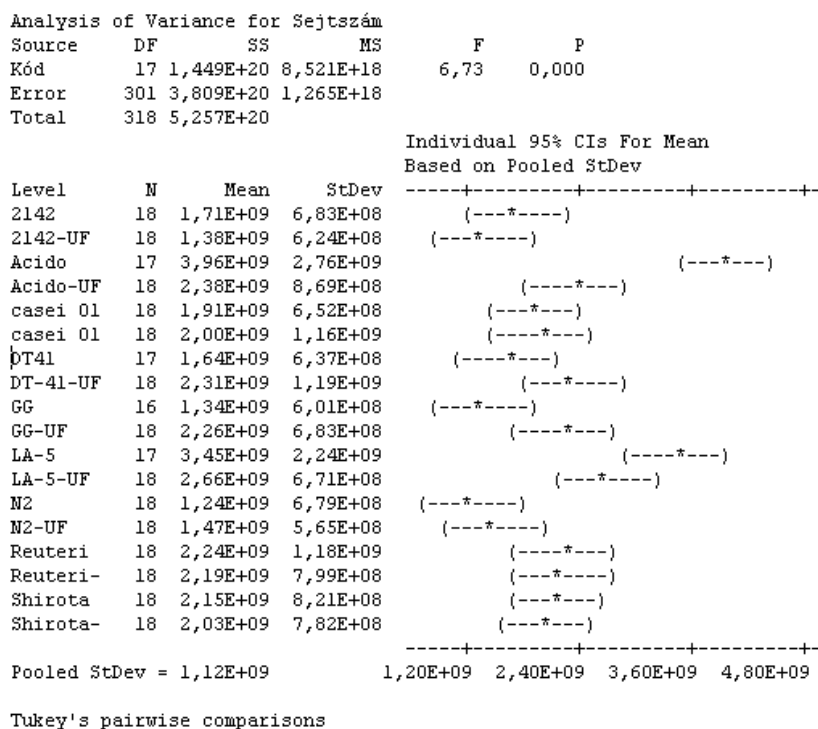 Analysis of Variance for Sejtszám
Source DF SS MS F P
Kód 17 1,449E+20 8,521E+18 6,73 0,000
Error 301 3,809E+20 1,265E+18
Total 318 5,257E+20
Individual 95% CIs For Mean
Based on Pooled StDev
Level N Mean StDev ------+---------+---------+---------+-
2142 18 1,71E+09 6,83E+08 (---*----)
2142-UF 18 1,38E+09 6,24E+08 (---*----)
Acido 17 3,96E+09 2,76E+09 (---*---)
Acido-UF 18 2,38E+09 8,69E+08 (----*---)
casei 01 18 1,91E+09 6,52E+08 (---*---)
casei 01 18 2,00E+09 1,16E+09 (----*---)
DT41 17 1,64E+09 6,37E+08 (----*---)
DT-41-UF 18 2,31E+09 1,19E+09 (---*----)
GG 16 1,34E+09 6,01E+08 (---*----)
GG-UF 18 2,26E+09 6,83E+08 (----*---)
LA-5 17 3,45E+09 2,24E+09 (----*---)
LA-5-UF 18 2,66E+09 6,71E+08 (---*----)
N2 18 1,24E+09 6,79E+08 (---*----)
N2-UF 18 1,47E+09 5,65E+08 (---*----)
Reuteri 18 2,24E+09 1,18E+09 (----*---)
Reuteri- 18 2,19E+09 7,99E+08 (---*----)
Shirota 18 2,15E+09 8,21E+08 (---*---)
Shirota- 18 2,03E+09 7,82E+08 (---*---)
------+---------+---------+---------+-
Pooled StDev = 1,12E+09 1,20E+09 2,40E+09 3,60E+09 4,80E+09
Tukey's pairwise comparisons